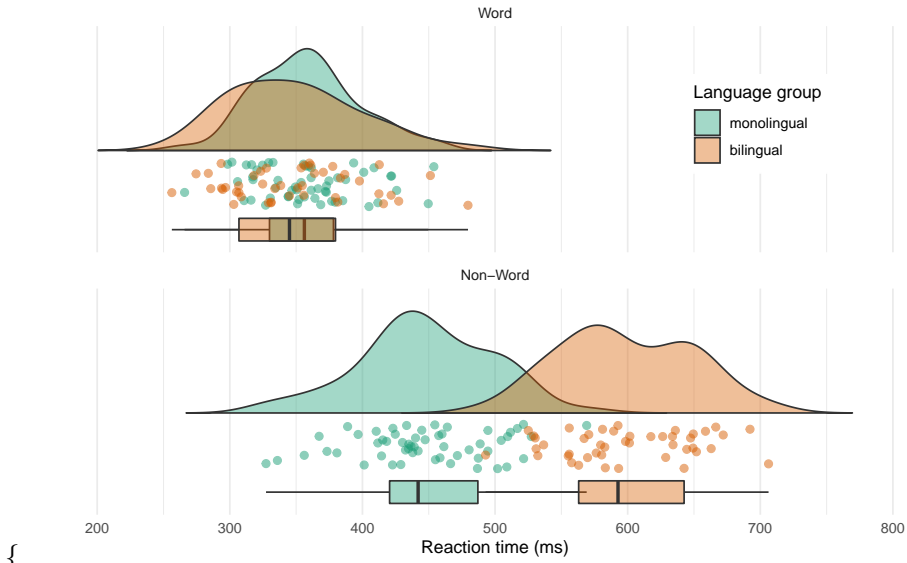 Word
Language group
monolingual
bilingual
Non−Word
200 300 400 500 600 700 800
Reaction time (ms)
{